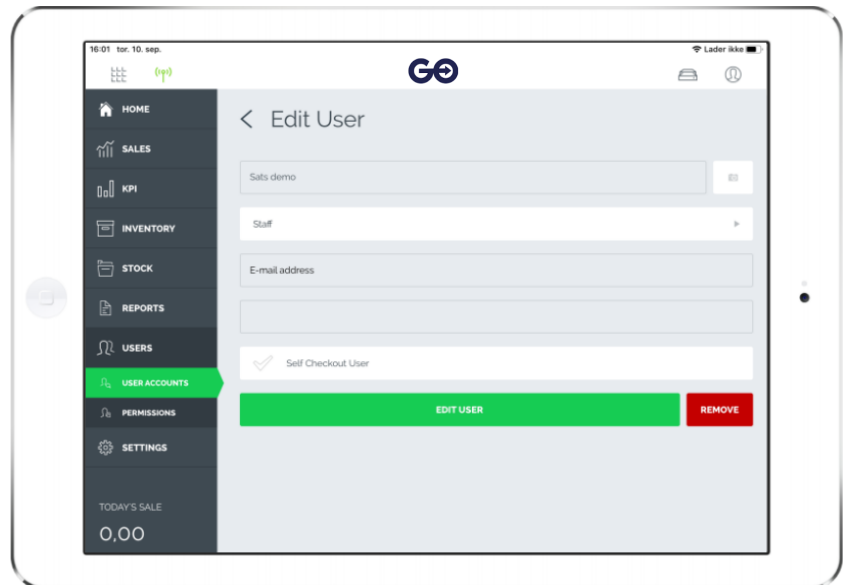 16:01 tor. 10. sep.
Lader ikke
GO
HOME
SALES
KPI
INVENTORY
STOCK
REPORTS
USERS
USER ACCOUNTS
PERMISSIONS
SETTINGS
TODAY'S SALE
0,00
Edit User
Sats demo
Staff
E-mail address
Self Checkout User
EDIT USER
REMOVE